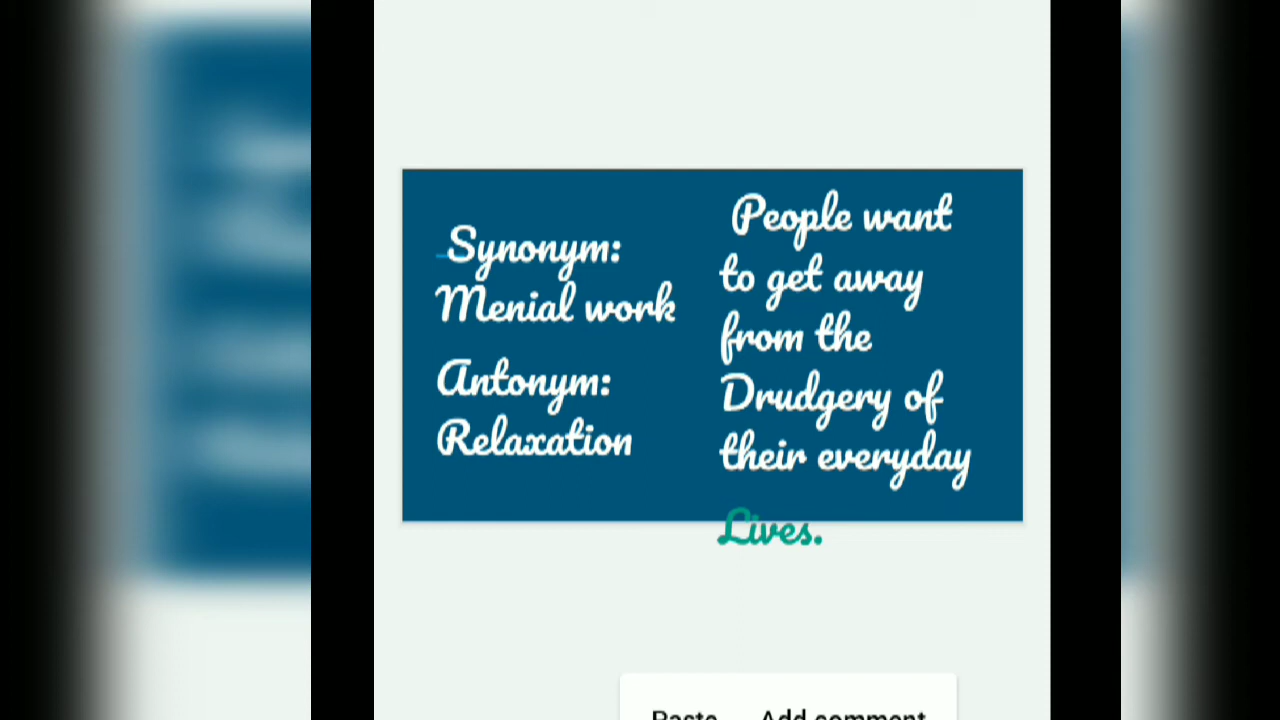 Synonym:
Menial work
Antonym:
Relaxation
People want
to get away
from the
Drudgery of
their everyday
Lives.
Paste Add comment